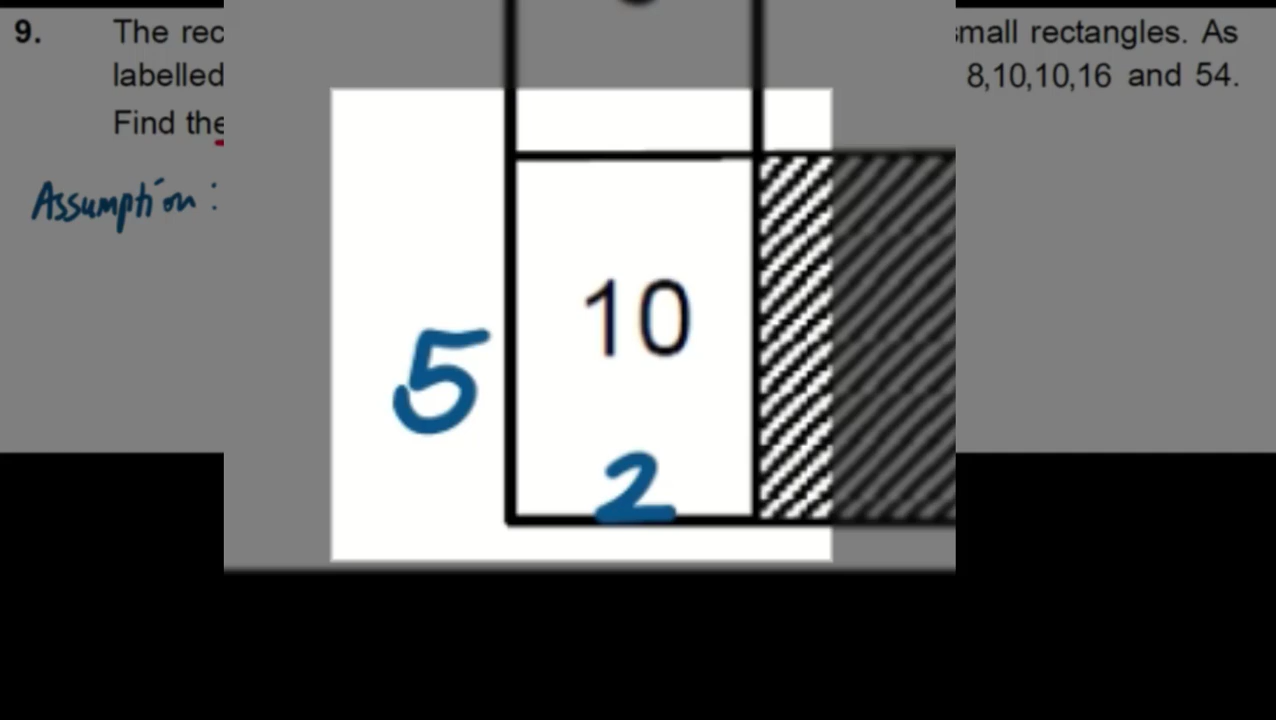 9. The rec mall rectangles. As
labelled 8,10,10,16 and 54.
Find the
Assumption :
10
5
2